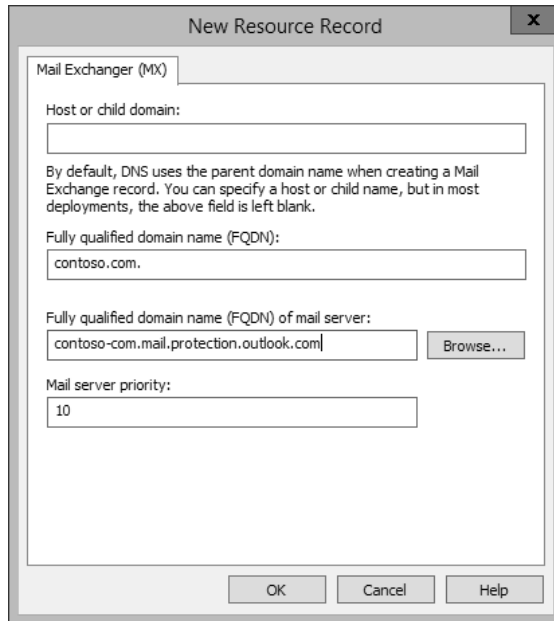 New Resource Record
x
Mail Exchanger (MX)
Host or child domain:
By default, DNS uses the parent domain name when creating a Mail
Exchange record. You can specify a host or child name, but in most
deployments, the above field is left blank.
Fully qualified domain name (FQDN):
contoso.com.
Fully qualified domain name (FQDN) of mail server:
contoso-com.mail.protection.outlook.com
Browse...
Mail server priority:
10
OK Cancel Help